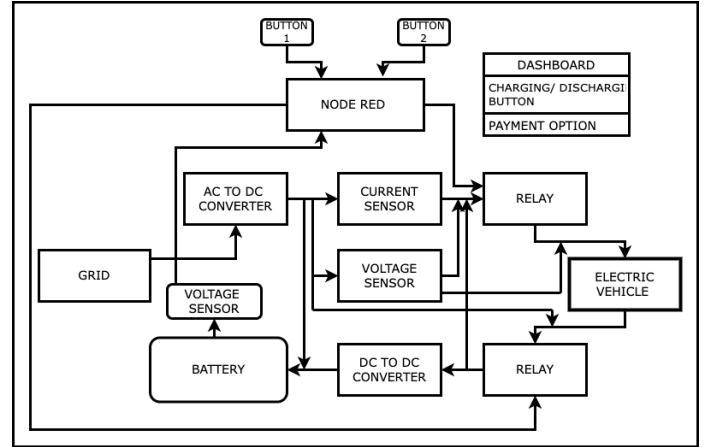 BUTTON
1
BUTTON
2
NODE RED
DASHBOARD
CHARGING/ DISCHARGI
BUTTON
PAYMENT OPTION
AC TO DC
CONVERTER
CURRENT
SENSOR
RELAY
GRID
VOLTAGE
SENSOR
VOLTAGE
SENSOR
ELECTRIC
VEHICLE
BATTERY
DC TO DC
CONVERTER
RELAY